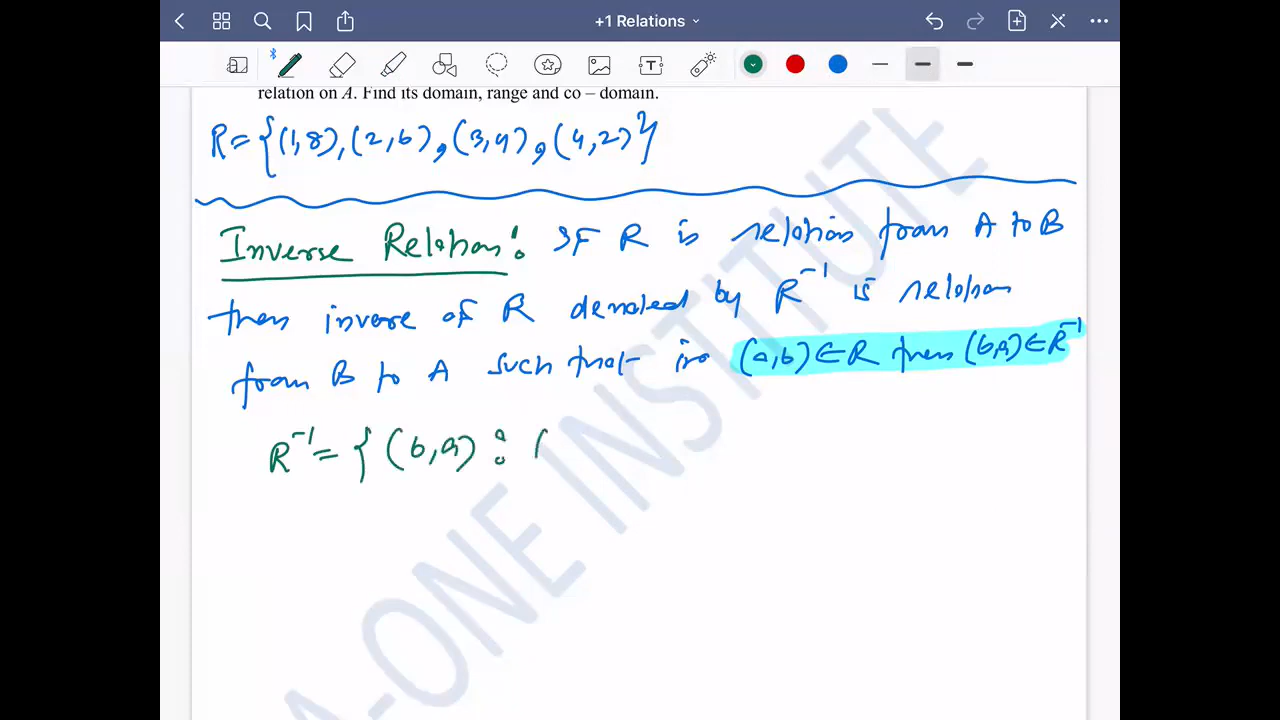 +1 Relations
relation on A. Find its domain, range and co – domain.
R = {(1,8), (2,6), (3,4), (4,2)}
Inverse Relation: If R is relation from A to B
then inverse of R denoted by R⁻¹ is relation
from B to A such that if (a,b) ∈ R then (b,a) ∈ R⁻¹
R⁻¹ = { (b,a) : (
A-ONE INSTITUTE